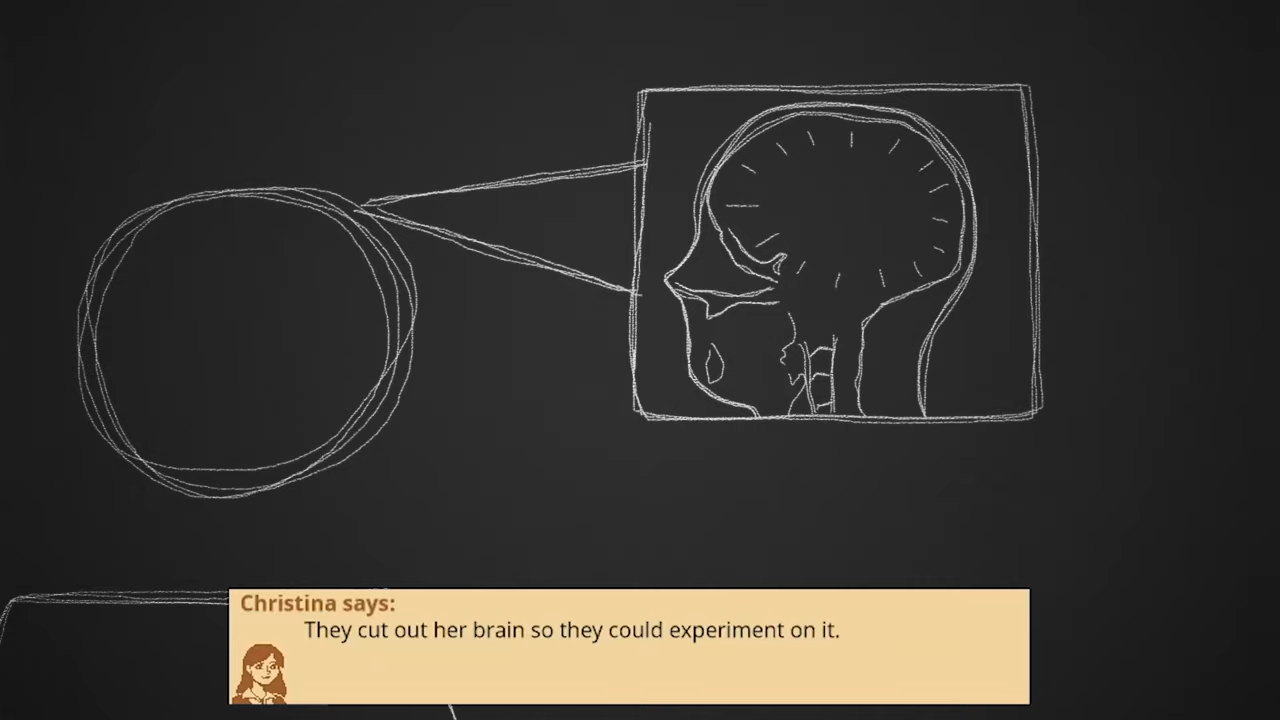 Christina says:
They cut out her brain so they could experiment on it.